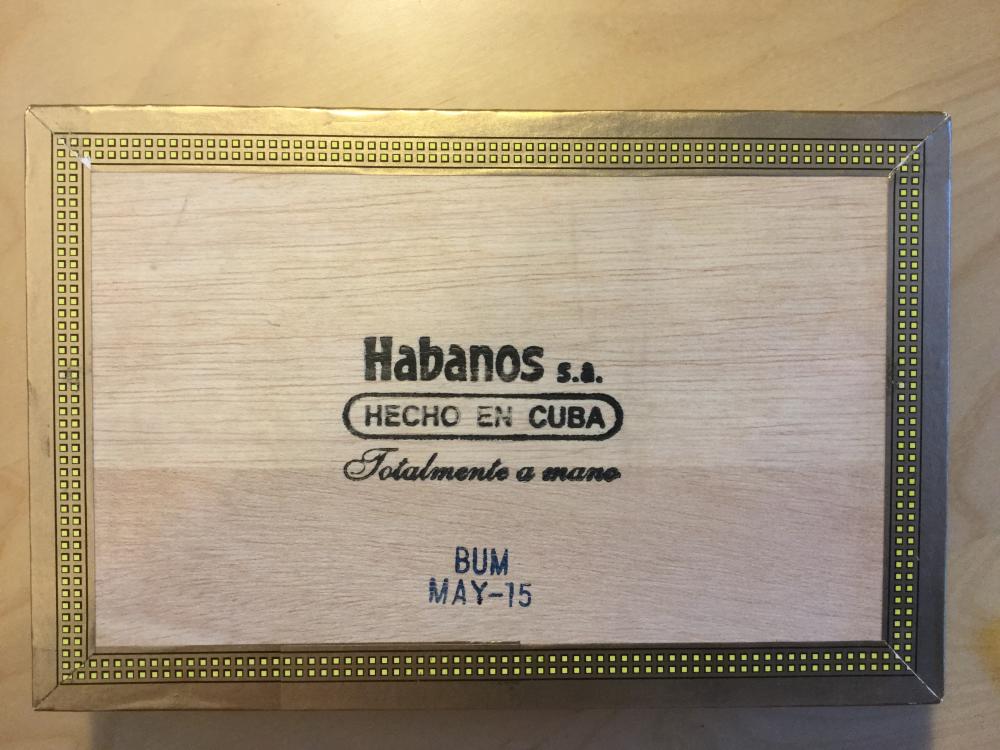 Habanos s.a.
HECHO EN CUBA
Totalmente a mano
BUM
MAY-15